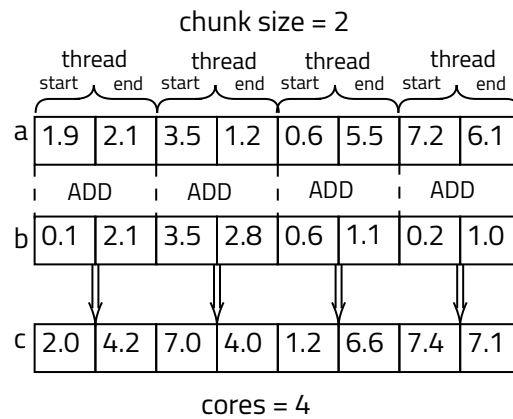 chunk size = 2
thread thread thread thread
start end start end start end start end
a 1.9 2.1 3.5 1.2 0.6 5.5 7.2 6.1
ADD ADD ADD ADD
b 0.1 2.1 3.5 2.8 0.6 1.1 0.2 1.0
c 2.0 4.2 7.0 4.0 1.2 6.6 7.4 7.1
cores = 4